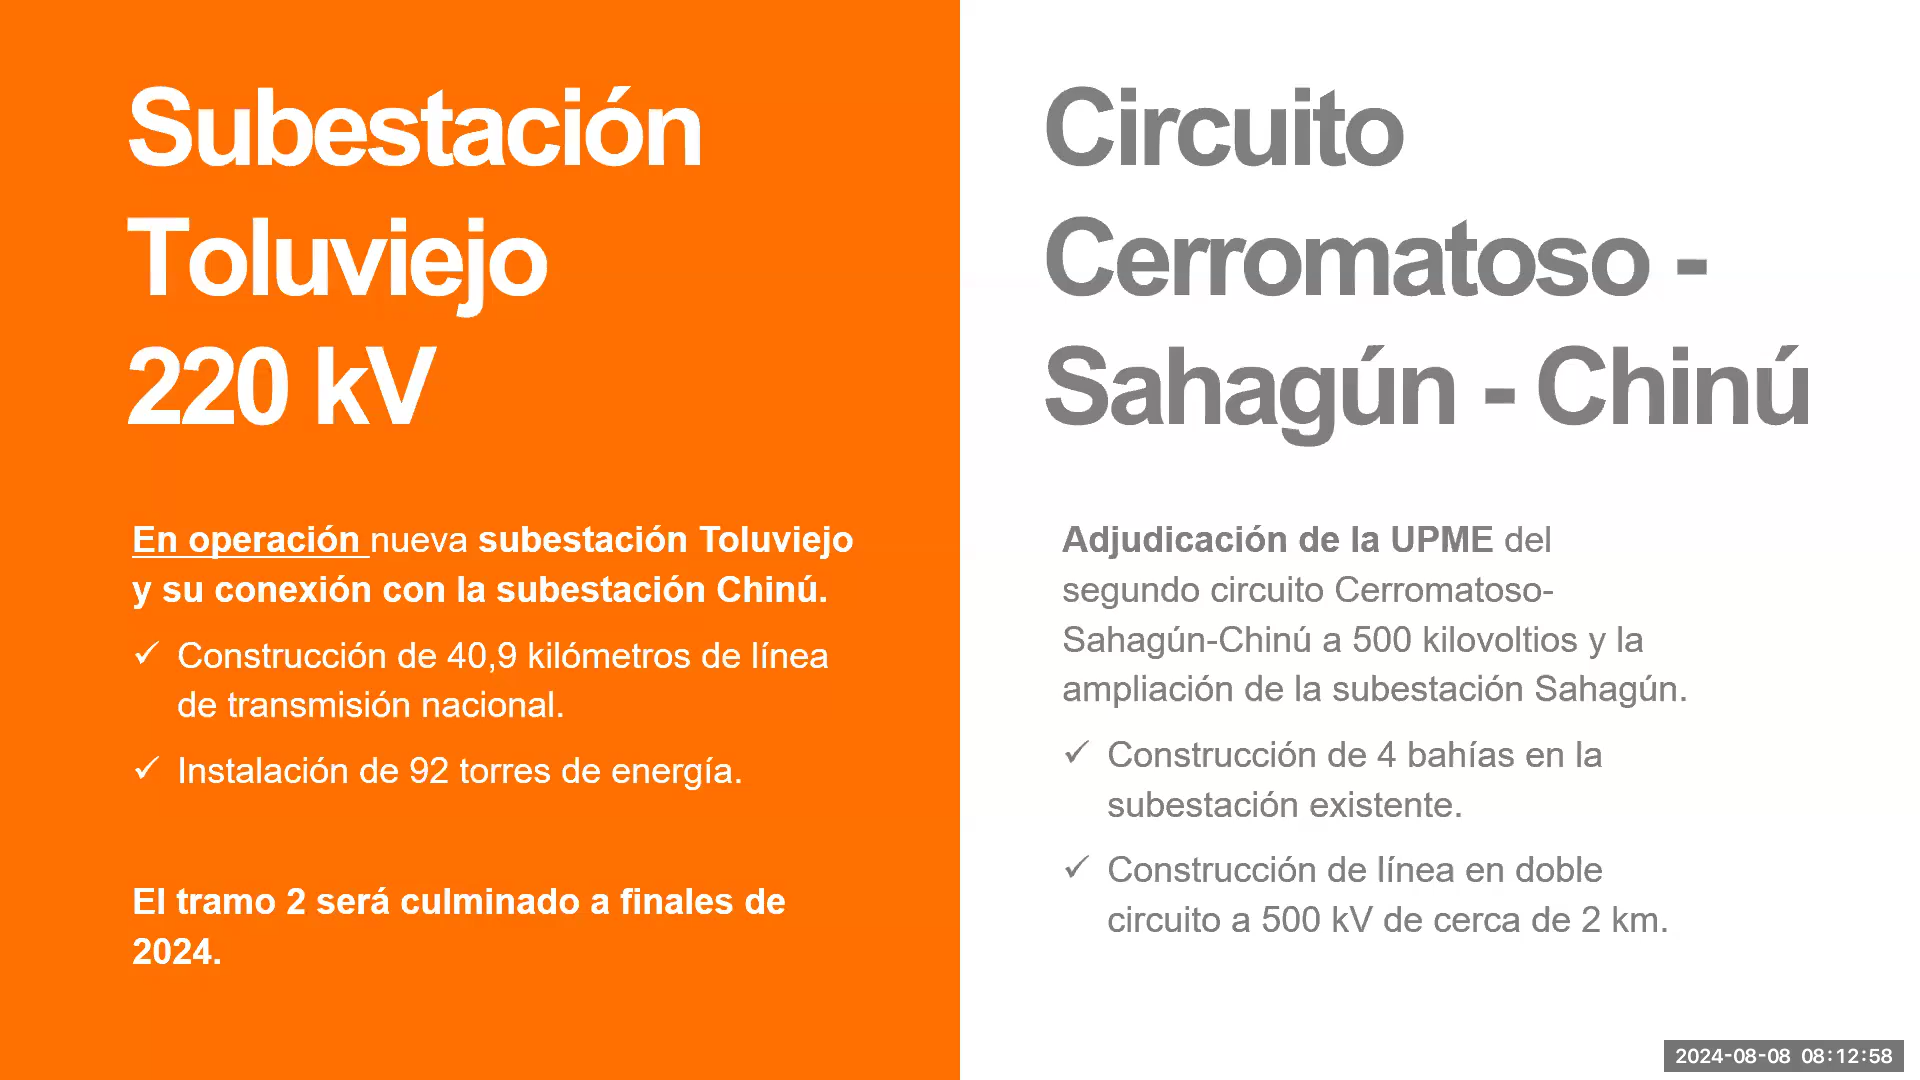 Subestación
Toluviejo
220 kV
En operación nueva subestación Toluviejo
y su conexión con la subestación Chinú.
✓ Construcción de 40,9 kilómetros de línea
de transmisión nacional.
✓ Instalación de 92 torres de energía.
El tramo 2 será culminado a finales de
2024.
Circuito
Cerromatoso -
Sahagún - Chinú
Adjudicación de la UPME del
segundo circuito Cerromatoso-
Sahagún-Chinú a 500 kilovoltios y la
ampliación de la subestación Sahagún.
✓ Construcción de 4 bahías en la
subestación existente.
✓ Construcción de línea en doble
circuito a 500 kV de cerca de 2 km.
2024-08-08 08:12:58